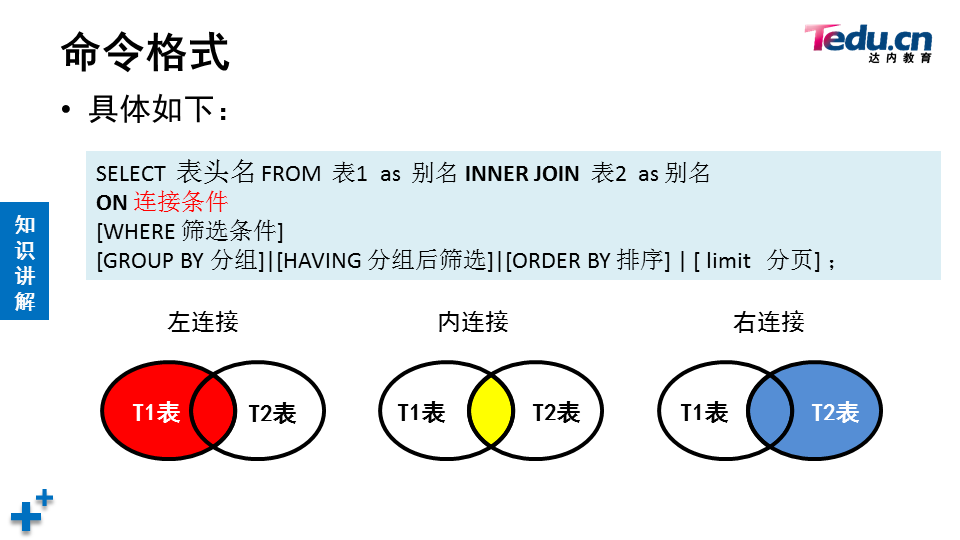 命令格式
Tedu.cn
达内教育
• 具体如下：
SELECT 表头名 FROM 表1 as 别名 INNER JOIN 表2 as 别名
ON 连接条件
[WHERE 筛选条件]
[GROUP BY 分组]|[HAVING 分组后筛选]|[ORDER BY 排序] | [ limit 分页] ；
知识讲解
左连接 内连接 右连接
T1表 T2表 T1表 T2表 T1表 T2表